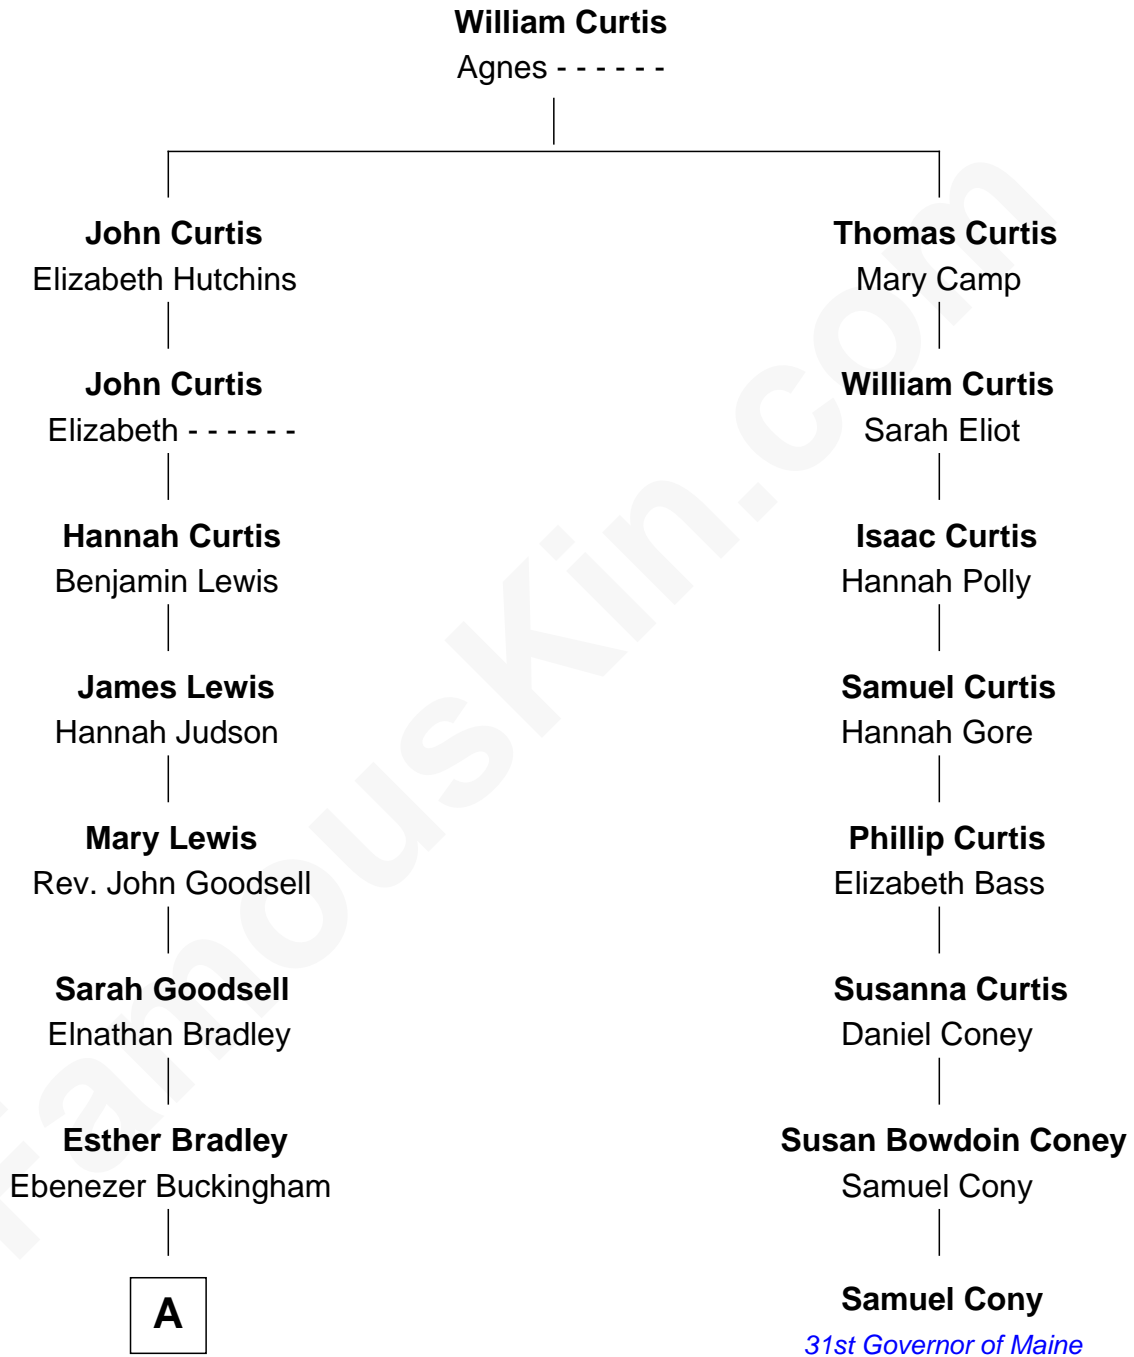 William Curtis
Agnes - - - - - -
John Curtis
Elizabeth Hutchins
Thomas Curtis
Mary Camp
John Curtis
Elizabeth - - - - - -
William Curtis
Sarah Eliot
Hannah Curtis
Benjamin Lewis
Isaac Curtis
Hannah Polly
James Lewis
Hannah Judson
Samuel Curtis
Hannah Gore
Mary Lewis
Rev. John Goodsell
Phillip Curtis
Elizabeth Bass
Sarah Goodsell
Elnathan Bradley
Susanna Curtis
Daniel Coney
Esther Bradley
Ebenezer Buckingham
Susan Bowdoin Coney
Samuel Cony
A
Samuel Cony
31st Governor of Maine
FamousKin.com